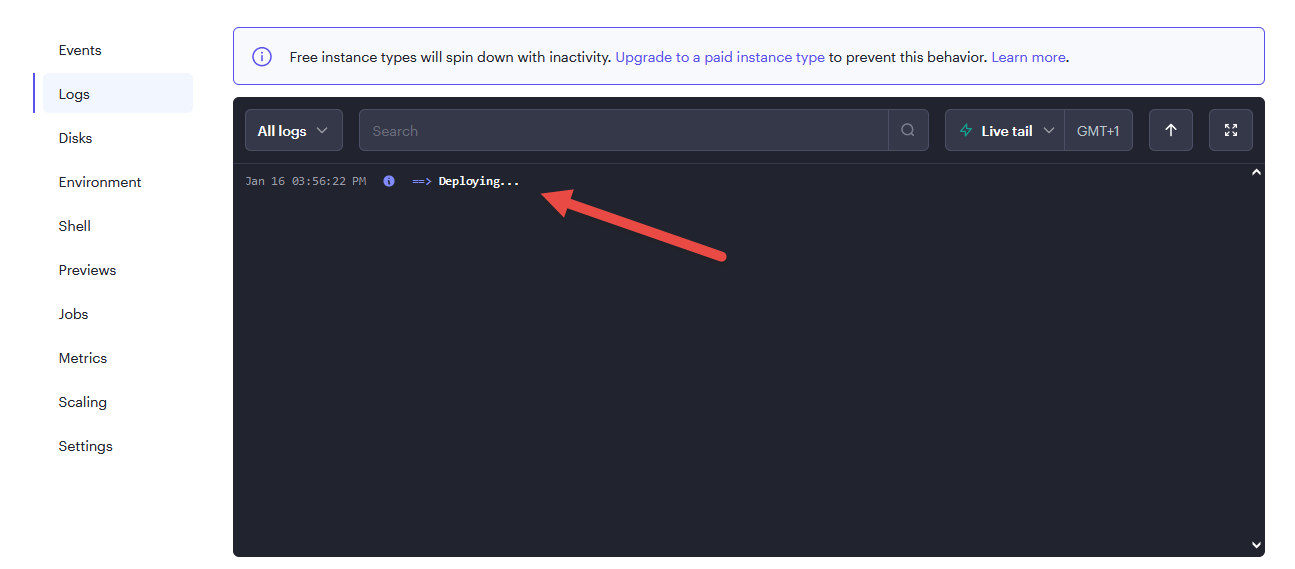 Events
Logs
Disks
Environment
Shell
Previews
Jobs
Metrics
Scaling
Settings
Free instance types will spin down with inactivity. Upgrade to a paid instance type to prevent this behavior. Learn more.
All logs
Search
Live tail
GMT+1
Jan 16 03:56:22 PM ==> Deploying...